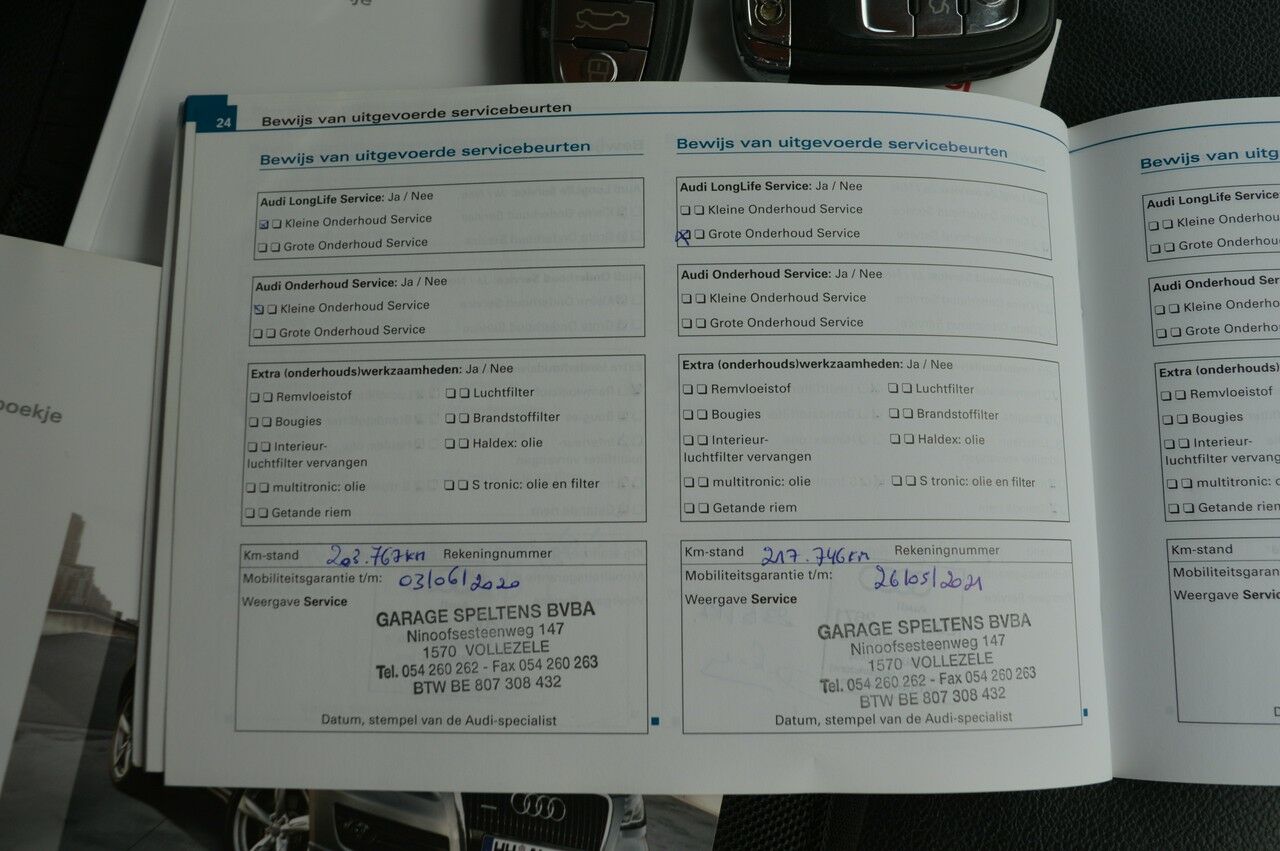 je
oekje
24 Bewijs van uitgevoerde servicebeurten
Bewijs van uitgevoerde servicebeurten
Audi LongLife Service: Ja / Nee
Kleine Onderhoud Service
Grote Onderhoud Service
Audi Onderhoud Service: Ja / Nee
Kleine Onderhoud Service
Grote Onderhoud Service
Extra (onderhouds)werkzaamheden: Ja / Nee
Remvloeistof Luchtfilter
Bougies Brandstoffilter
Interieur- Haldex: olie
luchtfilter vervangen
multitronic: olie S tronic: olie en filter
Getande riem
Km-stand 203.767km Rekeningnummer
Mobiliteitsgarantie t/m: 03/06/2020
Weergave Service
GARAGE SPELTENS BVBA
Ninoofsesteenweg 147
1570 VOLLEZELE
Tel. 054 260 262 - Fax 054 260 263
BTW BE 807 308 432
Datum, stempel van de Audi-specialist
Bewijs van uitgevoerde servicebeurten
Audi LongLife Service: Ja / Nee
Kleine Onderhoud Service
Grote Onderhoud Service
Audi Onderhoud Service: Ja / Nee
Kleine Onderhoud Service
Grote Onderhoud Service
Extra (onderhouds)werkzaamheden: Ja / Nee
Remvloeistof Luchtfilter
Bougies Brandstoffilter
Interieur- Haldex: olie
luchtfilter vervangen
multitronic: olie S tronic: olie en filter
Getande riem
Km-stand 217.746km Rekeningnummer
Mobiliteitsgarantie t/m: 26/05/2021
Weergave Service
GARAGE SPELTENS BVBA
Ninoofsesteenweg 147
1570 VOLLEZELE
Tel. 054 260 262 - Fax 054 260 263
BTW BE 807 308 432
Datum, stempel van de Audi-specialist
Bewijs van uitg
Audi LongLife Service:
Kleine Onderhoud
Grote Onderhoud
Audi Onderhoud Ser
Kleine Onderho
Grote Onderho
Extra (onderhouds)
Remvloeistof
Bougies
Interieur-
luchtfilter vervang
multitronic: o
Getande riem
Km-stand
Mobiliteitsgaran
Weergave Servic